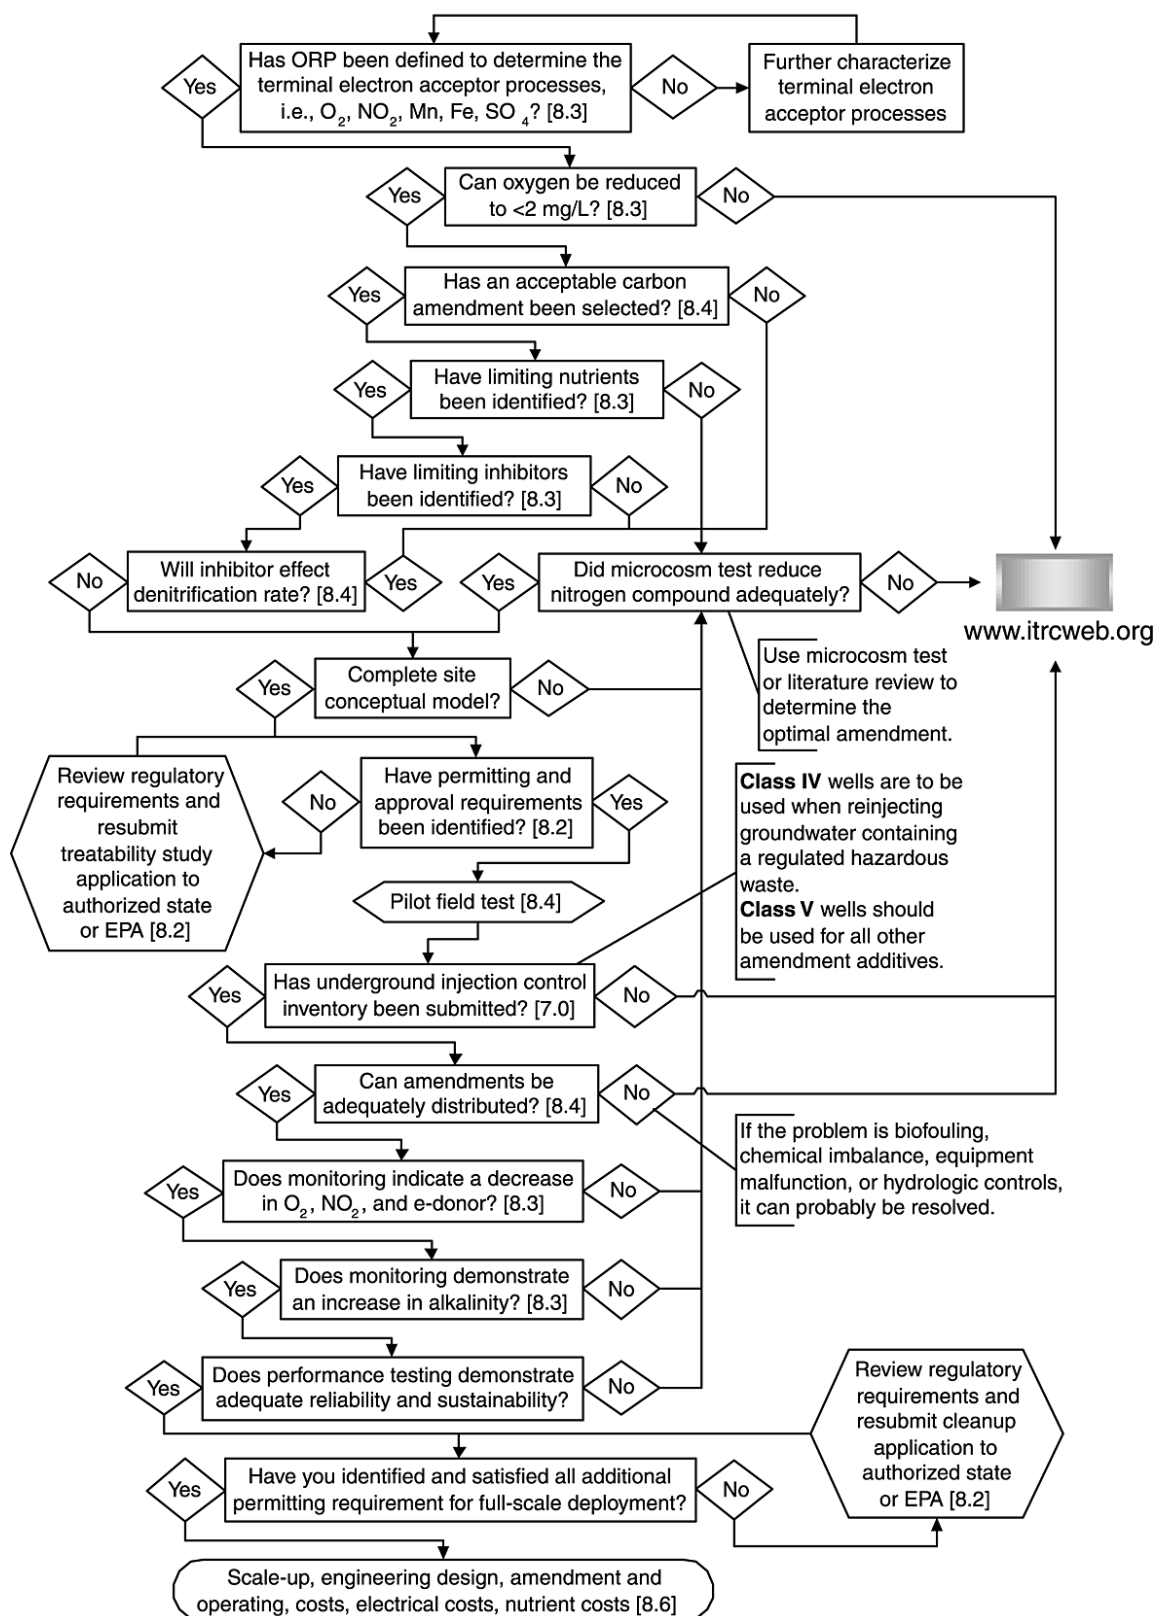 Has ORP been defined to determine the
terminal electron acceptor processes,
i.e., O2, NO2, Mn, Fe, SO 4? [8.3]
Yes
No
Further characterize
terminal electron
acceptor processes
Can oxygen be reduced
to <2 mg/L? [8.3]
Yes
No
Has an acceptable carbon
amendment been selected? [8.4]
Yes
No
Have limiting nutrients
been identified? [8.3]
Yes
No
Have limiting inhibitors
been identified? [8.3]
Yes
No
Will inhibitor effect
denitrification rate? [8.4]
No
Yes
Yes
Did microcosm test reduce
nitrogen compound adequately?
No
www.itrcweb.org
Use microcosm test
or literature review to
determine the
optimal amendment.
Complete site
conceptual model?
Yes
No
Review regulatory
requirements and
resubmit
treatability study
application to
authorized state
or EPA [8.2]
No
Have permitting and
approval requirements
been identified? [8.2]
Yes
Class IV wells are to be
used when reinjecting
groundwater containing
a regulated hazardous
waste.
Class V wells should
be used for all other
amendment additives.
Pilot field test [8.4]
Has underground injection control
inventory been submitted? [7.0]
Yes
No
Can amendments be
adequately distributed? [8.4]
Yes
No
If the problem is biofouling,
chemical imbalance, equipment
malfunction, or hydrologic controls,
it can probably be resolved.
Does monitoring indicate a decrease
in O2, NO2, and e-donor? [8.3]
Yes
No
Does monitoring demonstrate
an increase in alkalinity? [8.3]
Yes
No
Does performance testing demonstrate
adequate reliability and sustainability?
Yes
No
Review regulatory
requirements and
resubmit cleanup
application to
authorized state
or EPA [8.2]
Have you identified and satisfied all additional
permitting requirement for full-scale deployment?
Yes
No
Scale-up, engineering design, amendment and
operating, costs, electrical costs, nutrient costs [8.6]